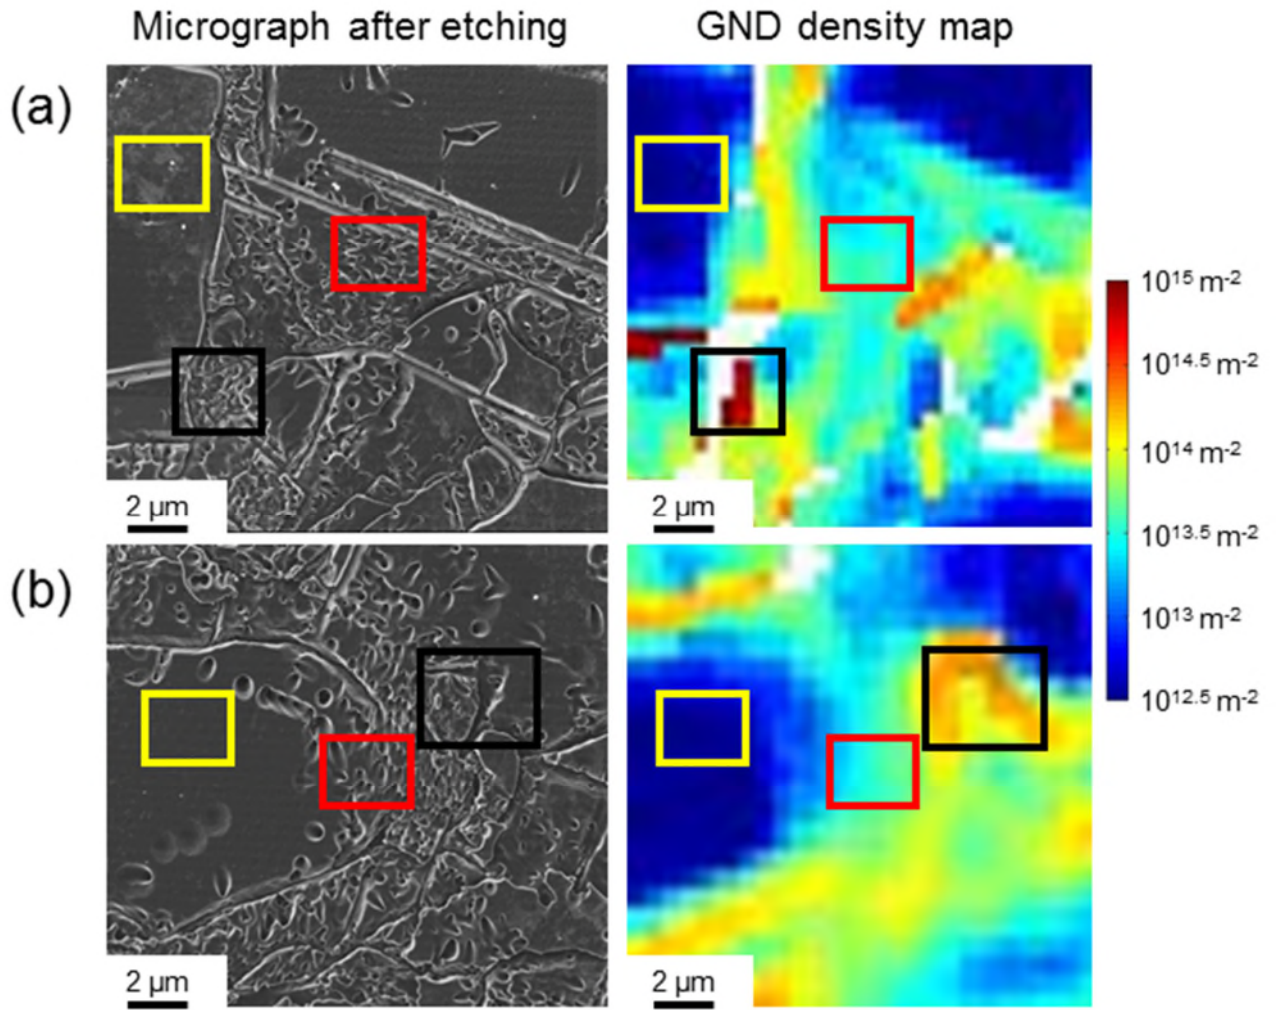 Micrograph after etching GND density map
(a)
2 µm 2 µm
10¹⁵ m⁻²
10¹⁴·⁵ m⁻²
10¹⁴ m⁻²
10¹³·⁵ m⁻²
10¹³ m⁻²
10¹²·⁵ m⁻²
(b)
2 µm 2 µm